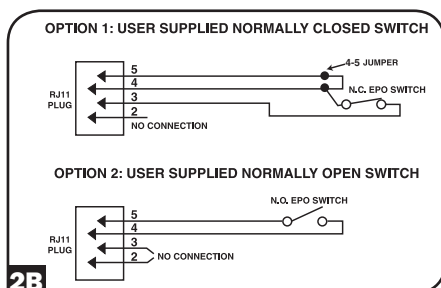 OPTION 1: USER SUPPLIED NORMALLY CLOSED SWITCH
5
4-5 JUMPER
4
N.C. EPO SWITCH
RJ11
PLUG
3
2
NO CONNECTION
OPTION 2: USER SUPPLIED NORMALLY OPEN SWITCH
N.O. EPO SWITCH
5
4
RJ11
PLUG
3
NO CONNECTION
2
2B